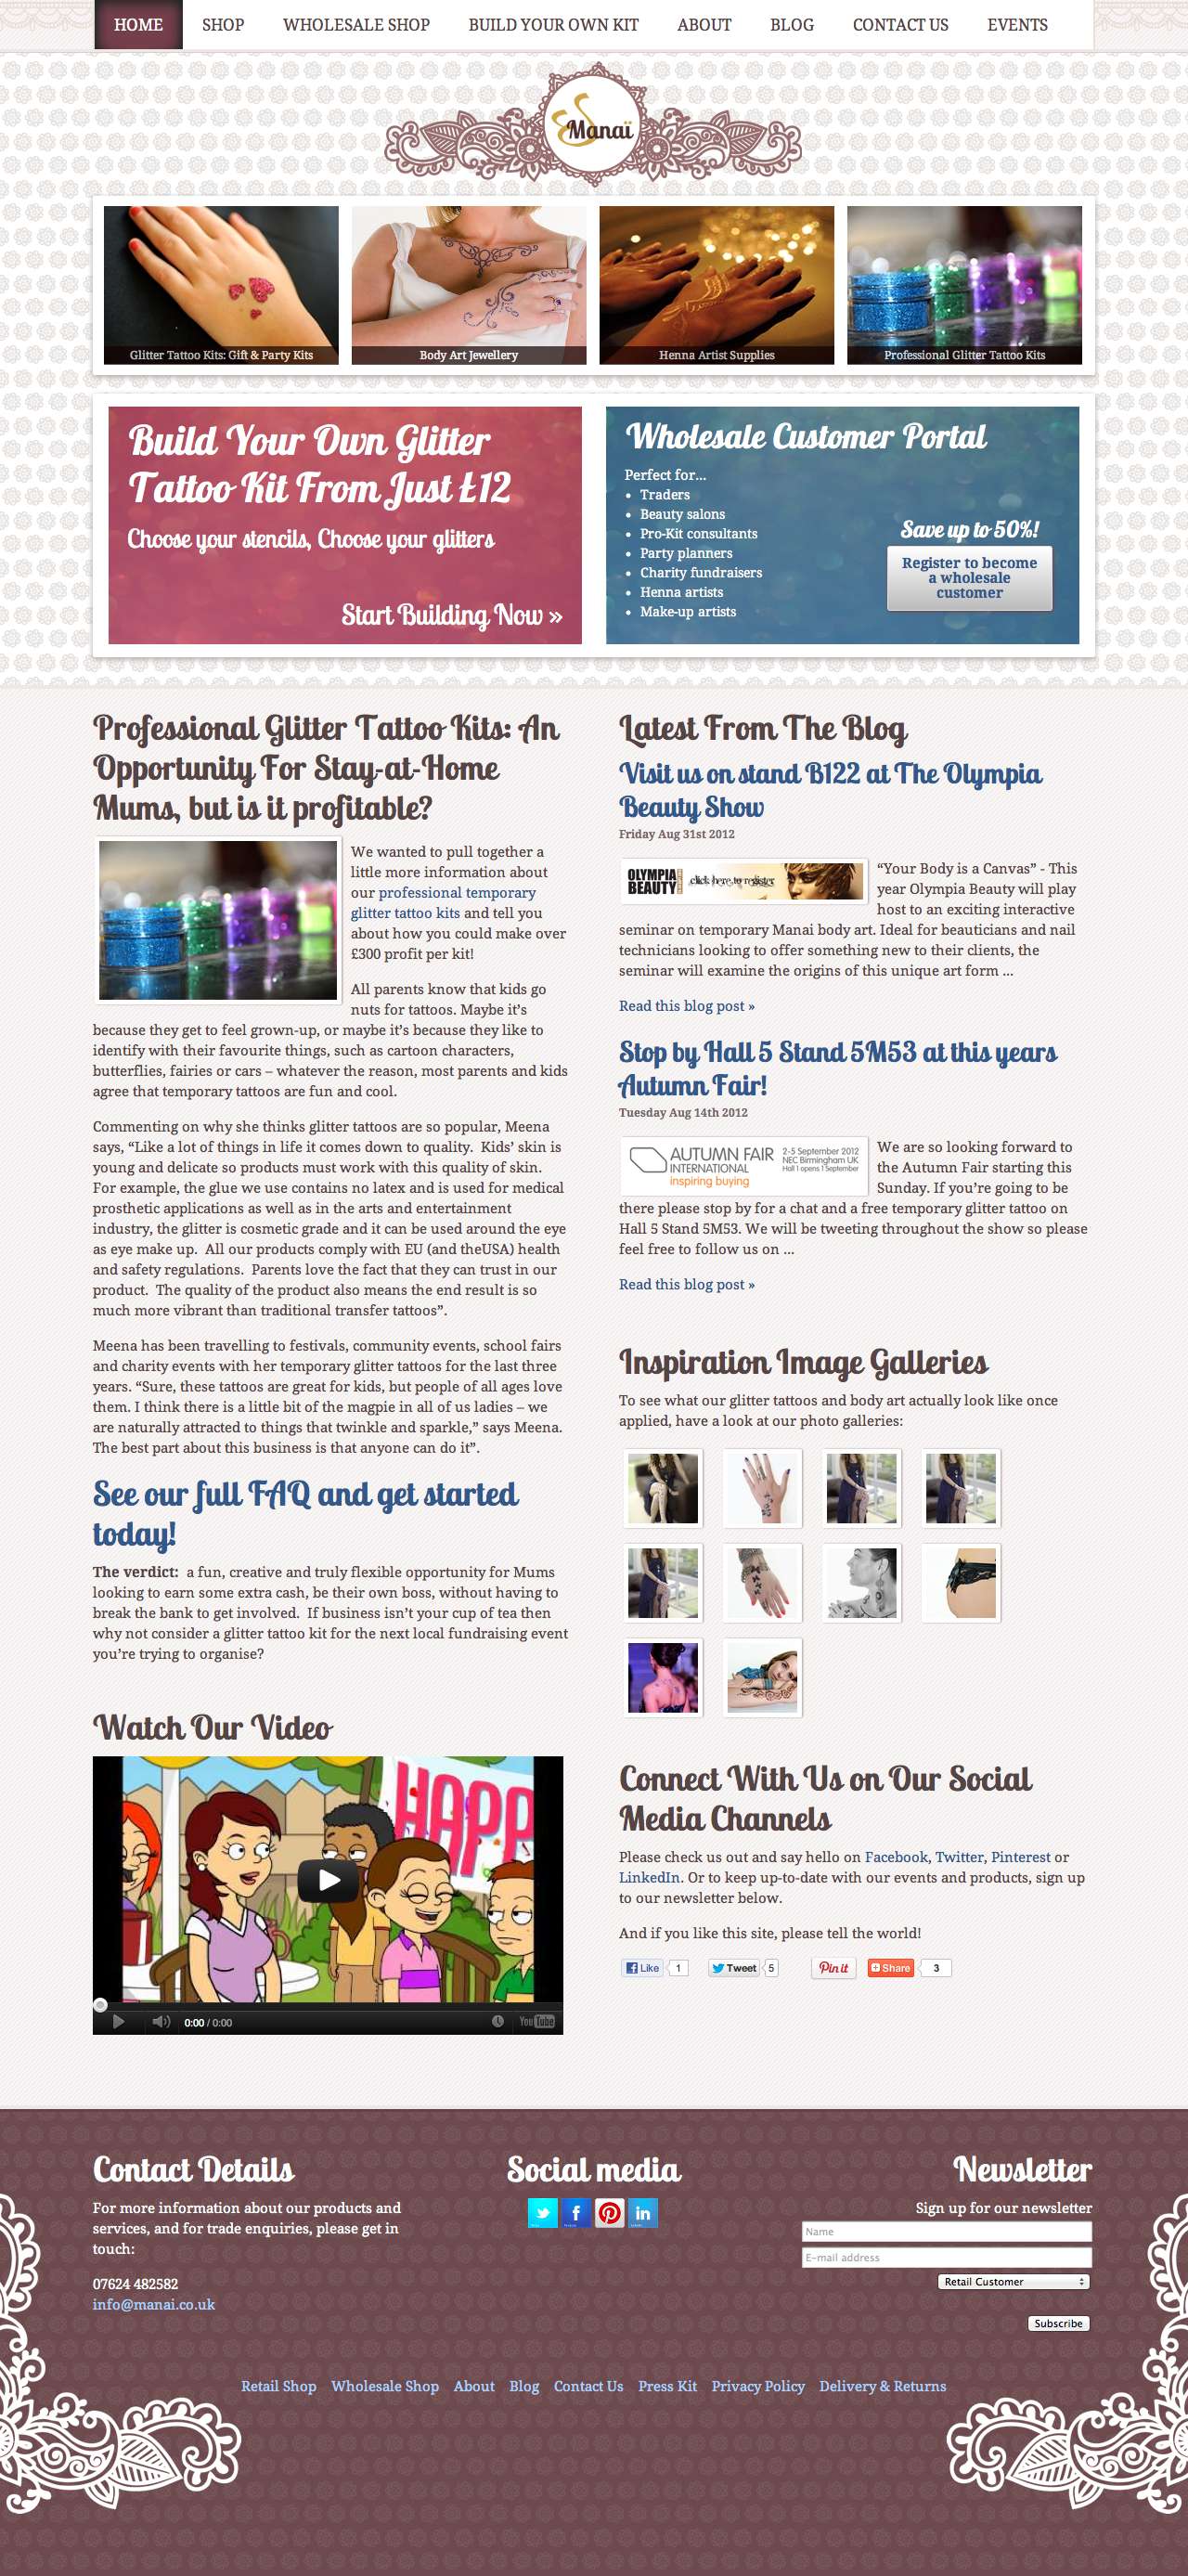 HOME SHOP WHOLESALE SHOP BUILD YOUR OWN KIT ABOUT BLOG CONTACT US EVENTS
Manaï
Glitter Tattoo Kits: Gift & Party Kits
Body Art Jewellery
Henna Artist Supplies
Professional Glitter Tattoo Kits
Build Your Own Glitter
Tattoo Kit From Just £12
Choose your stencils, Choose your glitters
Start Building Now »
Wholesale Customer Portal
Perfect for...
• Traders
• Beauty salons
• Pro-Kit consultants
• Party planners
• Charity fundraisers
• Henna artists
• Make-up artists
Save up to 50%!
Register to become
a wholesale
customer
Professional Glitter Tattoo Kits: An
Opportunity For Stay-at-Home
Mums, but is it profitable?
We wanted to pull together a
little more information about
our professional temporary
glitter tattoo kits and tell you
about how you could make over
£300 profit per kit!
All parents know that kids go
nuts for tattoos. Maybe it’s
because they get to feel grown-up, or maybe it’s because they like to
identify with their favourite things, such as cartoon characters,
butterflies, fairies or cars – whatever the reason, most parents and kids
agree that temporary tattoos are fun and cool.
Commenting on why she thinks glitter tattoos are so popular, Meena
says, “Like a lot of things in life it comes down to quality. Kids’ skin is
young and delicate so products must work with this quality of skin.
For example, the glue we use contains no latex and is used for medical
prosthetic applications as well as in the arts and entertainment
industry, the glitter is cosmetic grade and it can be used around the eye
as eye make up. All our products comply with EU (and theUSA) health
and safety regulations. Parents love the fact that they can trust in our
product. The quality of the product also means the end result is so
much more vibrant than traditional transfer tattoos”.
Meena has been travelling to festivals, community events, school fairs
and charity events with her temporary glitter tattoos for the last three
years. “Sure, these tattoos are great for kids, but people of all ages love
them. I think there is a little bit of the magpie in all of us ladies – we
are naturally attracted to things that twinkle and sparkle,” says Meena.
The best part about this business is that anyone can do it”.
See our full FAQ and get started
today!
The verdict: a fun, creative and truly flexible opportunity for Mums
looking to earn some extra cash, be their own boss, without having to
break the bank to get involved. If business isn’t your cup of tea then
why not consider a glitter tattoo kit for the next local fundraising event
you’re trying to organise?
Watch Our Video
HAPP
0:00 / 0:00
YouTube
Latest From The Blog
Visit us on stand B122 at The Olympia
Beauty Show
Friday Aug 31st 2012
OLYMPIA
BEAUTY
click here to register
“Your Body is a Canvas” - This
year Olympia Beauty will play
host to an exciting interactive
seminar on temporary Manai body art. Ideal for beauticians and nail
technicians looking to offer something new to their clients, the
seminar will examine the origins of this unique art form ...
Read this blog post »
Stop by Hall 5 Stand 5M53 at this years
Autumn Fair!
Tuesday Aug 14th 2012
AUTUMN FAIR
INTERNATIONAL
inspiring buying
2-5 September 2012
NEC Birmingham UK
Hall 1 opens 1 September
We are so looking forward to
the Autumn Fair starting this
Sunday. If you’re going to be
there please stop by for a chat and a free temporary glitter tattoo on
Hall 5 Stand 5M53. We will be tweeting throughout the show so please
feel free to follow us on ...
Read this blog post »
Inspiration Image Galleries
To see what our glitter tattoos and body art actually look like once
applied, have a look at our photo galleries:
Connect With Us on Our Social
Media Channels
Please check us out and say hello on Facebook, Twitter, Pinterest or
LinkedIn. Or to keep up-to-date with our events and products, sign up
to our newsletter below.
And if you like this site, please tell the world!
Like 1 Tweet 5 Pin it Share 3
Contact Details
For more information about our products and
services, and for trade enquiries, please get in
touch:
07624 482582
info@manai.co.uk
Social media
Newsletter
Sign up for our newsletter
Name
E-mail address
Retail Customer
Subscribe
Retail Shop Wholesale Shop About Blog Contact Us Press Kit Privacy Policy Delivery & Returns